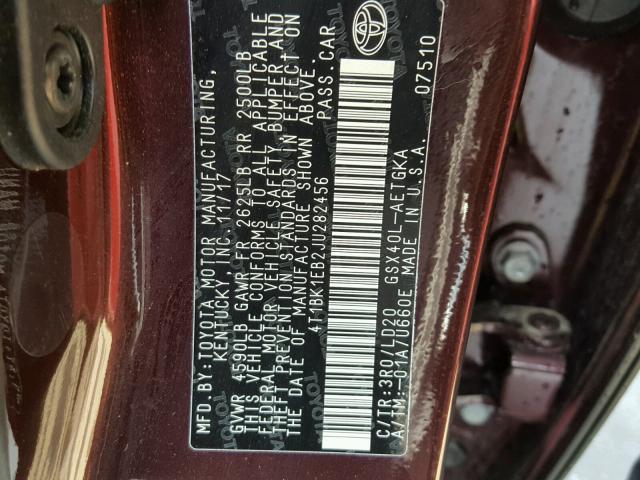 MFD. BY: TOYOTA MOTOR MANUFACTURING,
KENTUCKY, INC. 11/17
GVWR 4590LB GAWR FR 2625LB RR 2500LB
THIS VEHICLE CONFORMS TO ALL APPLICABLE
FEDERAL MOTOR VEHICLE SAFETY, BUMPER AND
THEFT PREVENTION STANDARDS IN EFFECT ON
THE DATE OF MANUFACTURE SHOWN ABOVE.
4T1BK1EB2JU282456 PASS. CAR
C/TR: 3R0/LD20 GSX40L-AETGKA
A/TM: -01A/U660E MADE IN U.S.A.
07510
TOYOTA